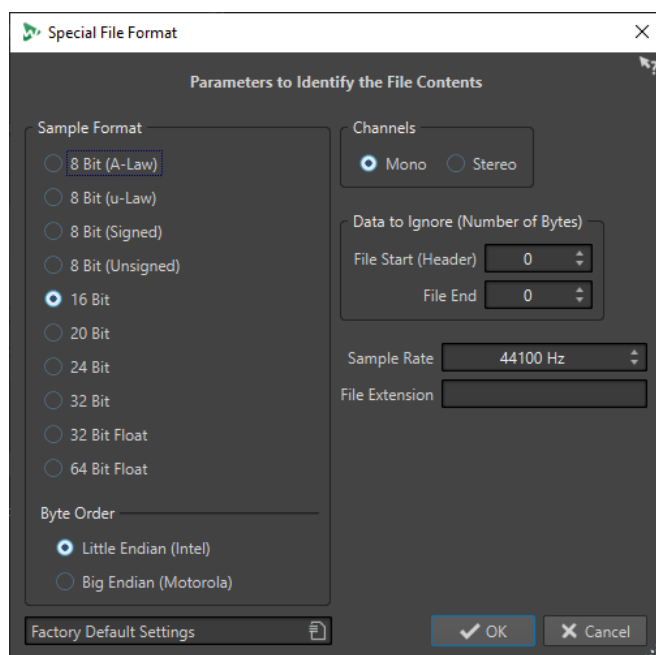 Special File Format
Parameters to Identify the File Contents
Sample Format
8 Bit (A-Law)
8 Bit (u-Law)
8 Bit (Signed)
8 Bit (Unsigned)
16 Bit
20 Bit
24 Bit
32 Bit
32 Bit Float
64 Bit Float
Byte Order
Little Endian (Intel)
Big Endian (Motorola)
Channels
Mono Stereo
Data to Ignore (Number of Bytes)
File Start (Header) 0
File End 0
Sample Rate 44100 Hz
File Extension
Factory Default Settings
OK Cancel